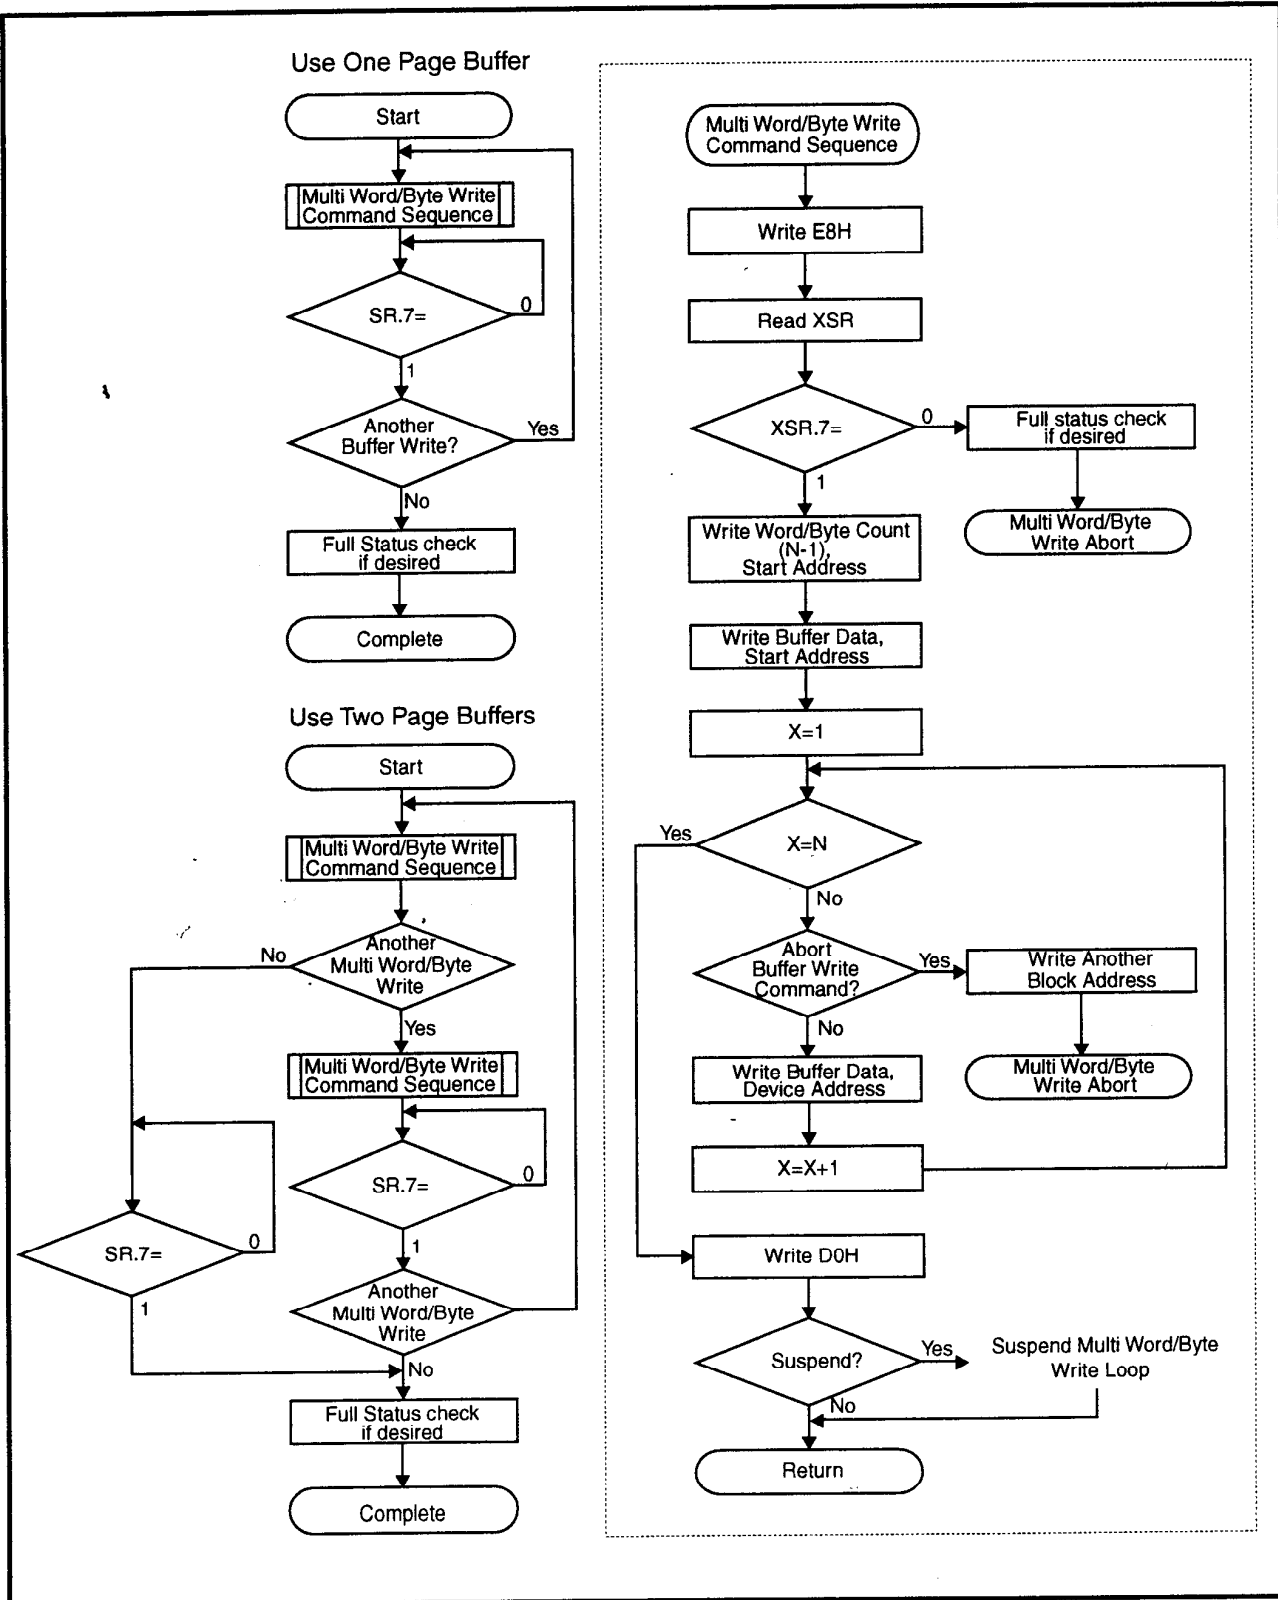 Use One Page Buffer
Start
Multi Word/Byte Write
Command Sequence
SR.7=
0
1
Another
Buffer Write?
Yes
No
Full Status check
if desired
Complete
Use Two Page Buffers
Start
Multi Word/Byte Write
Command Sequence
Another
Multi Word/Byte
Write
No
Yes
Multi Word/Byte Write
Command Sequence
SR.7=
0
1
SR.7=
0
1
Another
Multi Word/Byte
Write
No
Full Status check
if desired
Complete
Multi Word/Byte Write
Command Sequence
Write E8H
Read XSR
XSR.7=
0
Full status check
if desired
Multi Word/Byte
Write Abort
1
Write Word/Byte Count
(N-1),
Start Address
Write Buffer Data,
Start Address
X=1
X=N
Yes
No
Abort
Buffer Write
Command?
Yes
Write Another
Block Address
Multi Word/Byte
Write Abort
No
Write Buffer Data,
Device Address
X=X+1
Write D0H
Suspend?
Yes
Suspend Multi Word/Byte
Write Loop
No
Return